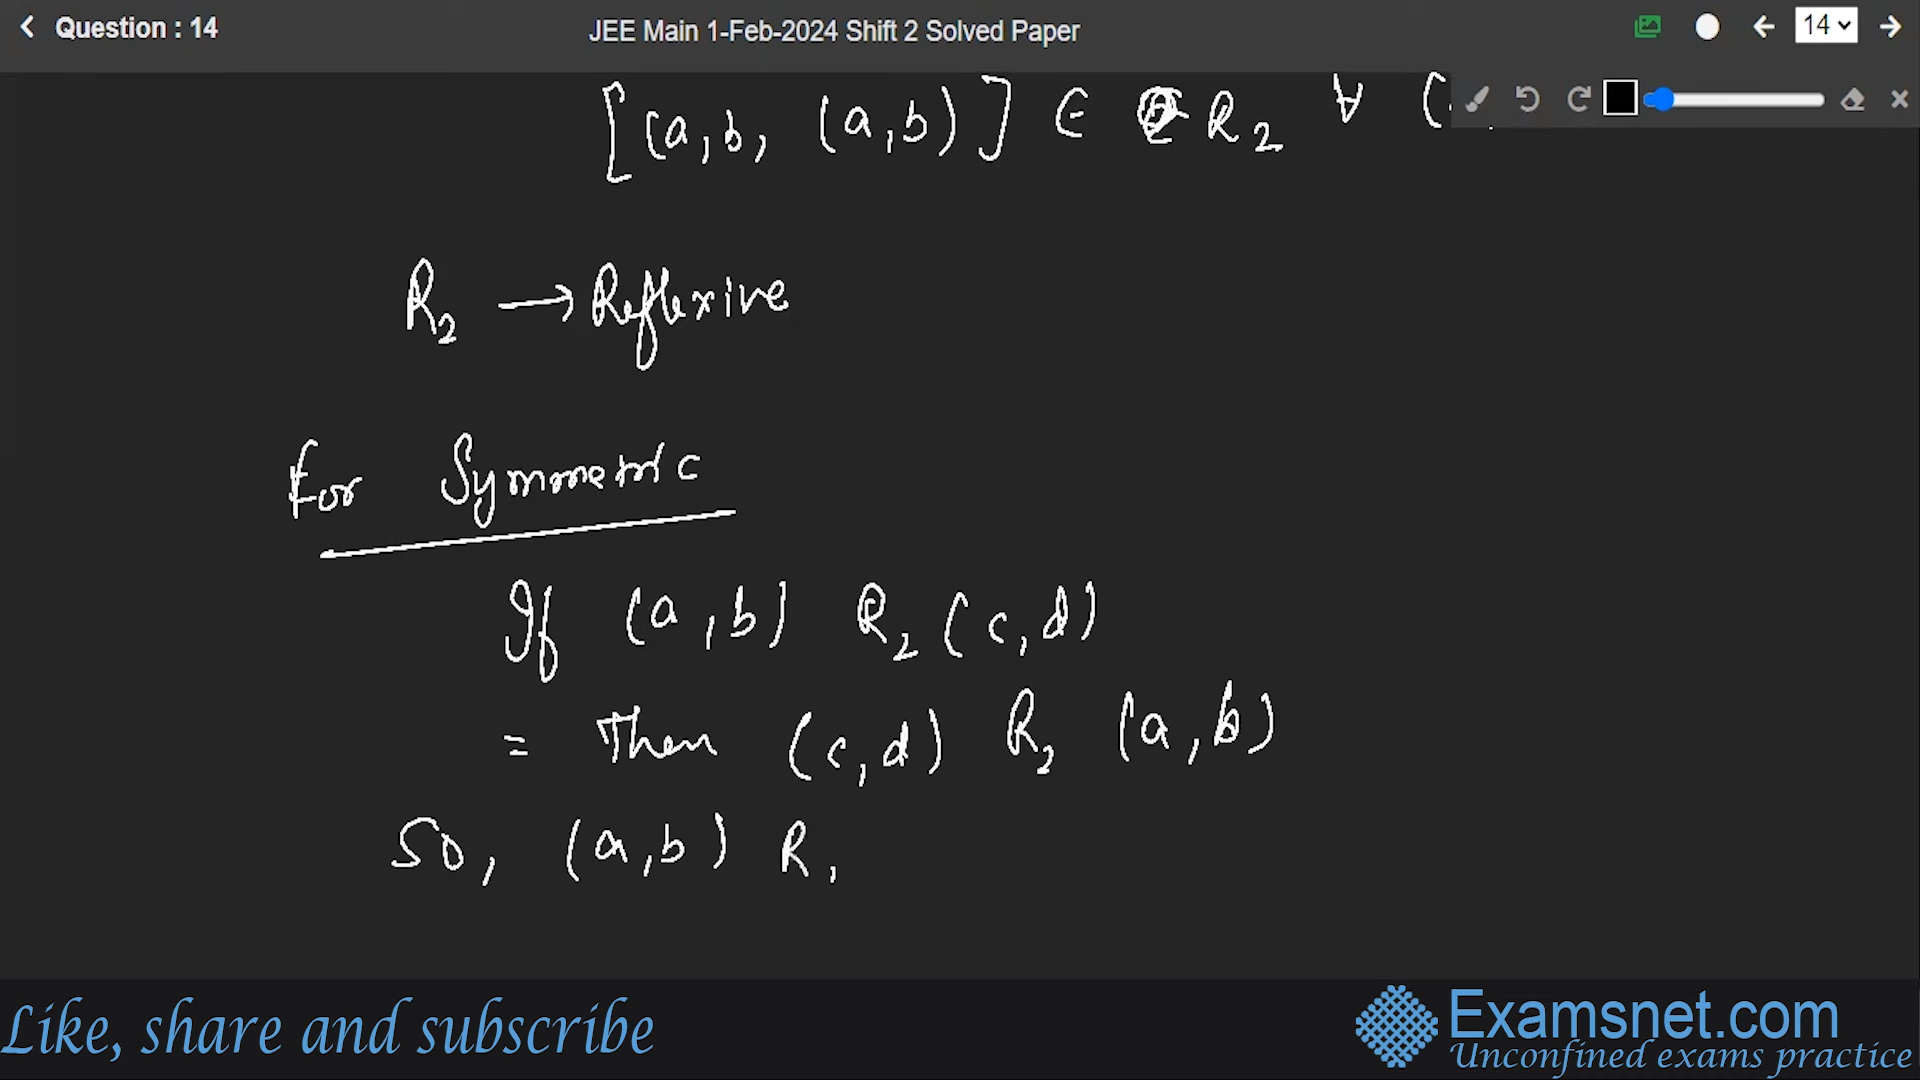 Question : 14
JEE Main 1-Feb-2024 Shift 2 Solved Paper
14
[(a,b, (a,b)] ∈ R2 ∀ (
R2 → Reflexive
For Symmetric
If (a,b) R2 (c,d)
= Then (c,d) R2 (a,b)
So, (a,b) R,
Like, share and subscribe
Examsnet.com
Unconfined exams practice